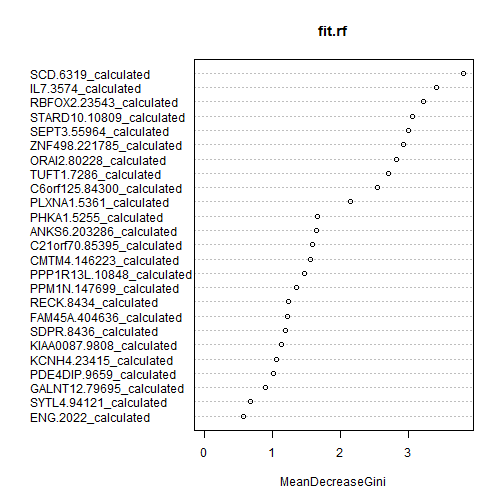 fit.rf
SCD.6319_calculated
IL7.3574_calculated
RBFOX2.23543_calculated
STARD10.10809_calculated
SEPT3.55964_calculated
ZNF498.221785_calculated
ORAI2.80228_calculated
TUFT1.7286_calculated
C6orf125.84300_calculated
PLXNA1.5361_calculated
PHKA1.5255_calculated
ANKS6.203286_calculated
C21orf70.85395_calculated
CMTM4.146223_calculated
PPP1R13L.10848_calculated
PPM1N.147699_calculated
RECK.8434_calculated
FAM45A.404636_calculated
SDPR.8436_calculated
KIAA0087.9808_calculated
KCNH4.23415_calculated
PDE4DIP.9659_calculated
GALNT12.79695_calculated
SYTL4.94121_calculated
ENG.2022_calculated
0 1 2 3
MeanDecreaseGini